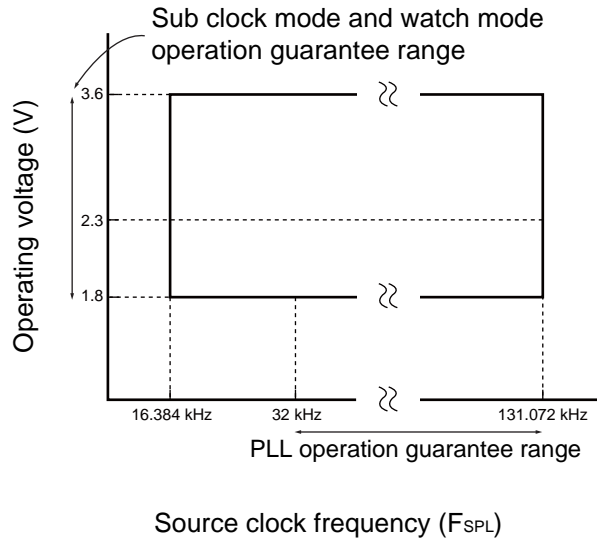 Sub clock mode and watch mode
operation guarantee range
Operating voltage (V)
3.6
2.3
1.8
16.384 kHz
32 kHz
131.072 kHz
PLL operation guarantee range
Source clock frequency (FSPL)